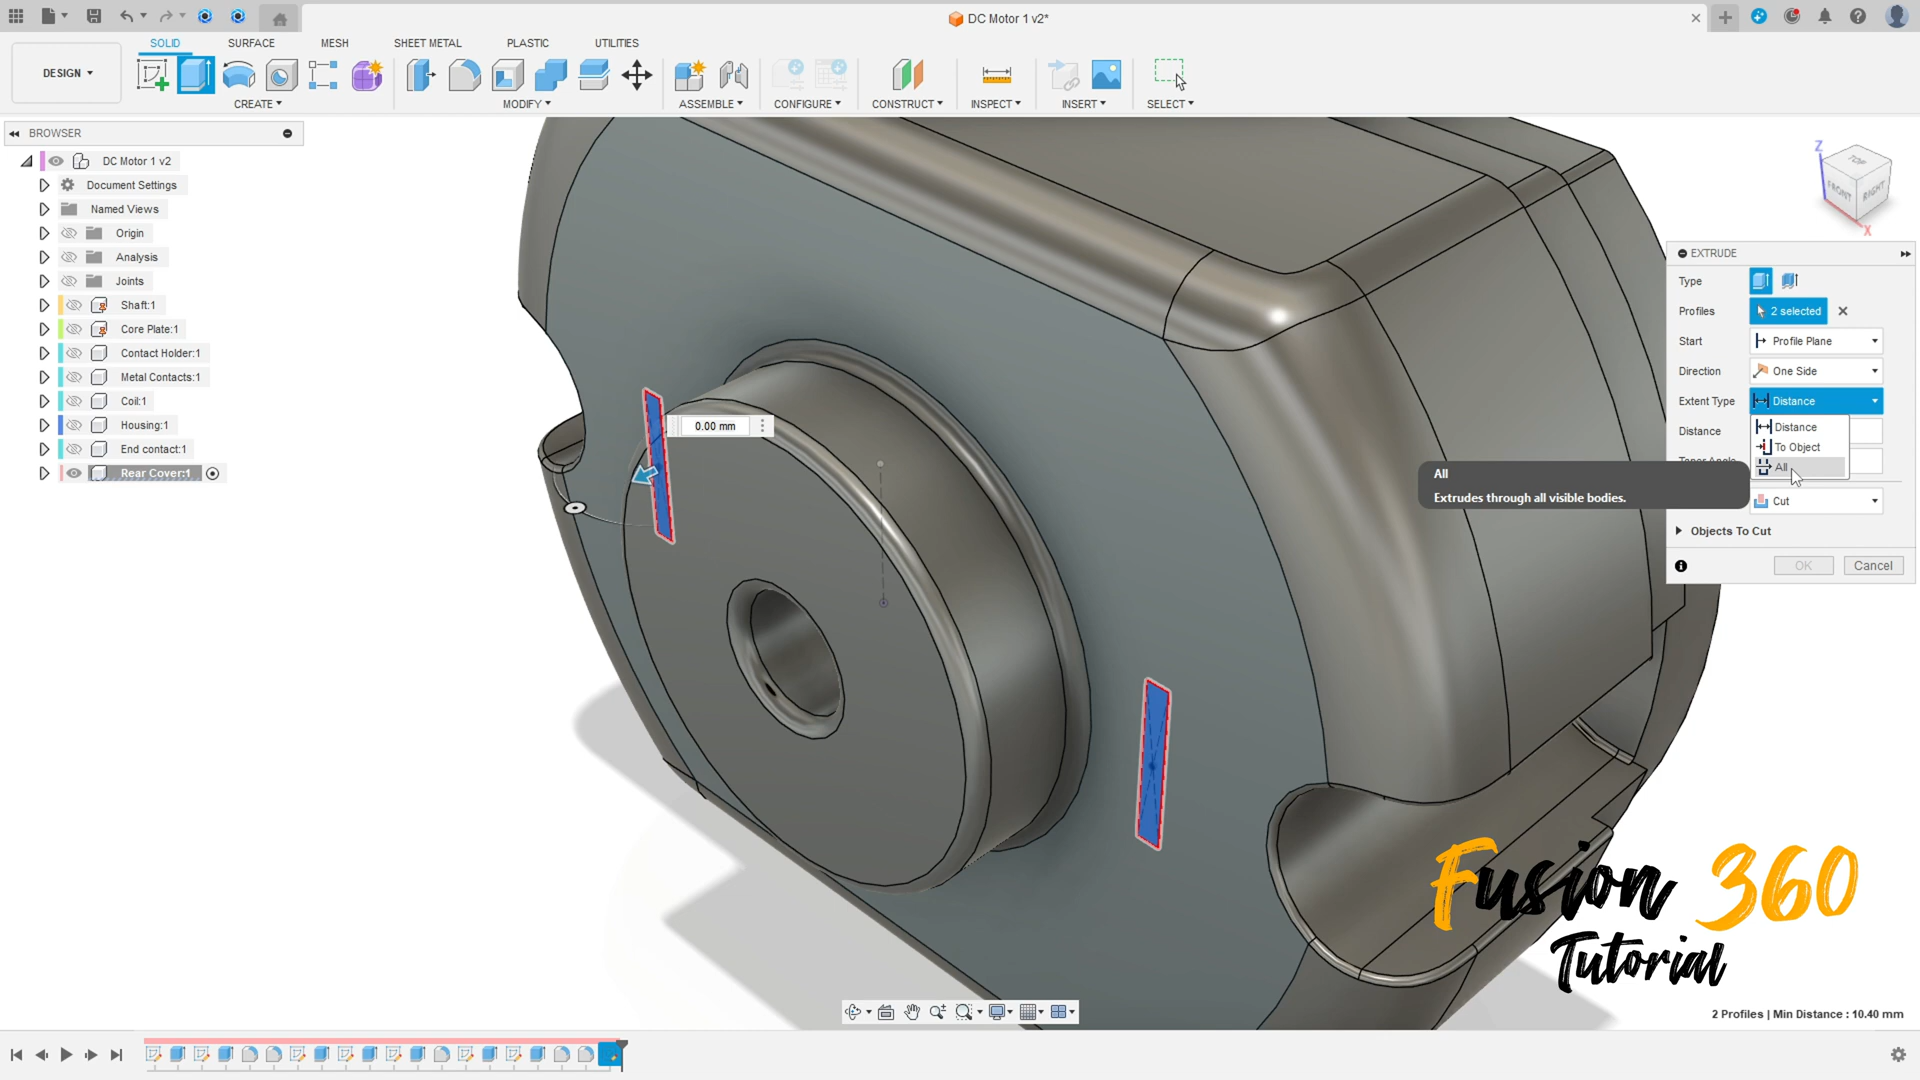 DC Motor 1 v2*
SOLID
SURFACE
MESH
SHEET METAL
PLASTIC
UTILITIES
DESIGN
CREATE
MODIFY
ASSEMBLE
CONFIGURE
CONSTRUCT
INSPECT
INSERT
SELECT
BROWSER
DC Motor 1 v2
Document Settings
Named Views
Origin
Analysis
Joints
Shaft:1
Core Plate:1
Contact Holder:1
Metal Contacts:1
Coil:1
Housing:1
End contact:1
Rear Cover:1
0.00 mm
Z
TOP
FRONT
RIGHT
X
EXTRUDE
Type
Profiles
2 selected
Start
Profile Plane
Direction
One Side
Extent Type
Distance
Distance
Distance
To Object
All
All
Extrudes through all visible bodies.
Cut
Objects To Cut
OK
Cancel
Fusion 360
Tutorial
2 Profiles | Min Distance : 10.40 mm